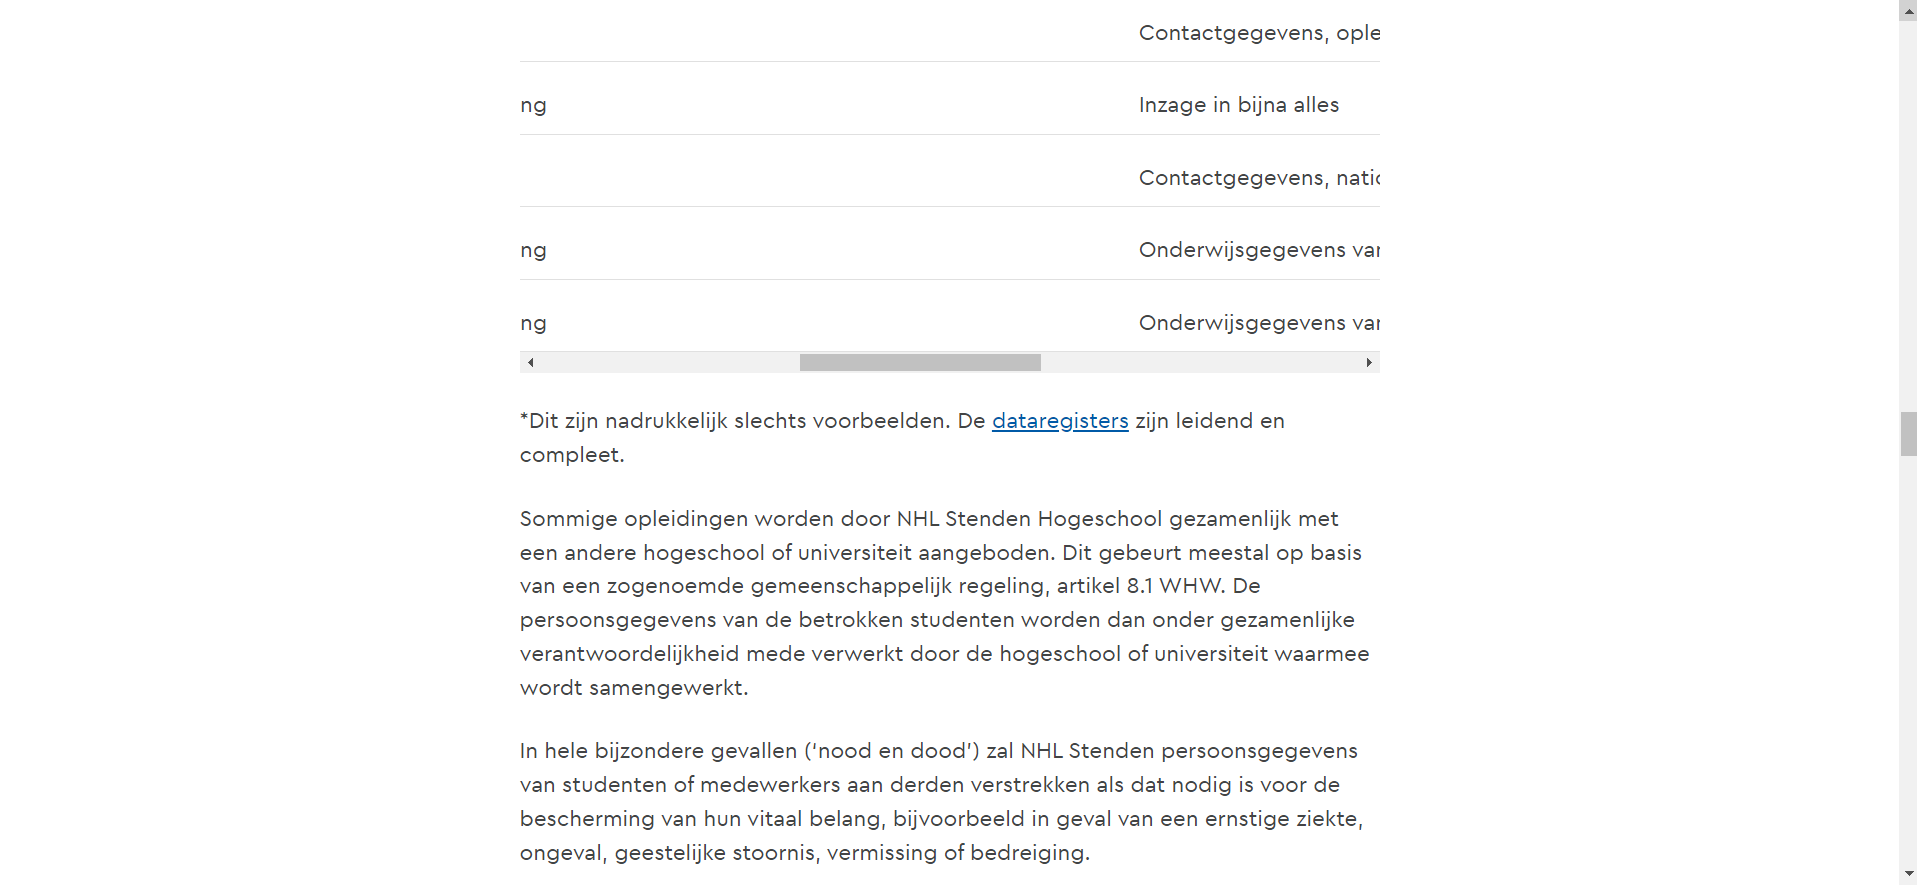 Contactgegevens, ople
ng Inzage in bijna alles
Contactgegevens, natio
ng Onderwijsgegevens van
ng Onderwijsgegevens van
*Dit zijn nadrukkelijk slechts voorbeelden. De dataregisters zijn leidend en
compleet.
Sommige opleidingen worden door NHL Stenden Hogeschool gezamenlijk met
een andere hogeschool of universiteit aangeboden. Dit gebeurt meestal op basis
van een zogenoemde gemeenschappelijk regeling, artikel 8.1 WHW. De
persoonsgegevens van de betrokken studenten worden dan onder gezamenlijke
verantwoordelijkheid mede verwerkt door de hogeschool of universiteit waarmee
wordt samengewerkt.
In hele bijzondere gevallen (‘nood en dood’) zal NHL Stenden persoonsgegevens
van studenten of medewerkers aan derden verstrekken als dat nodig is voor de
bescherming van hun vitaal belang, bijvoorbeeld in geval van een ernstige ziekte,
ongeval, geestelijke stoornis, vermissing of bedreiging.